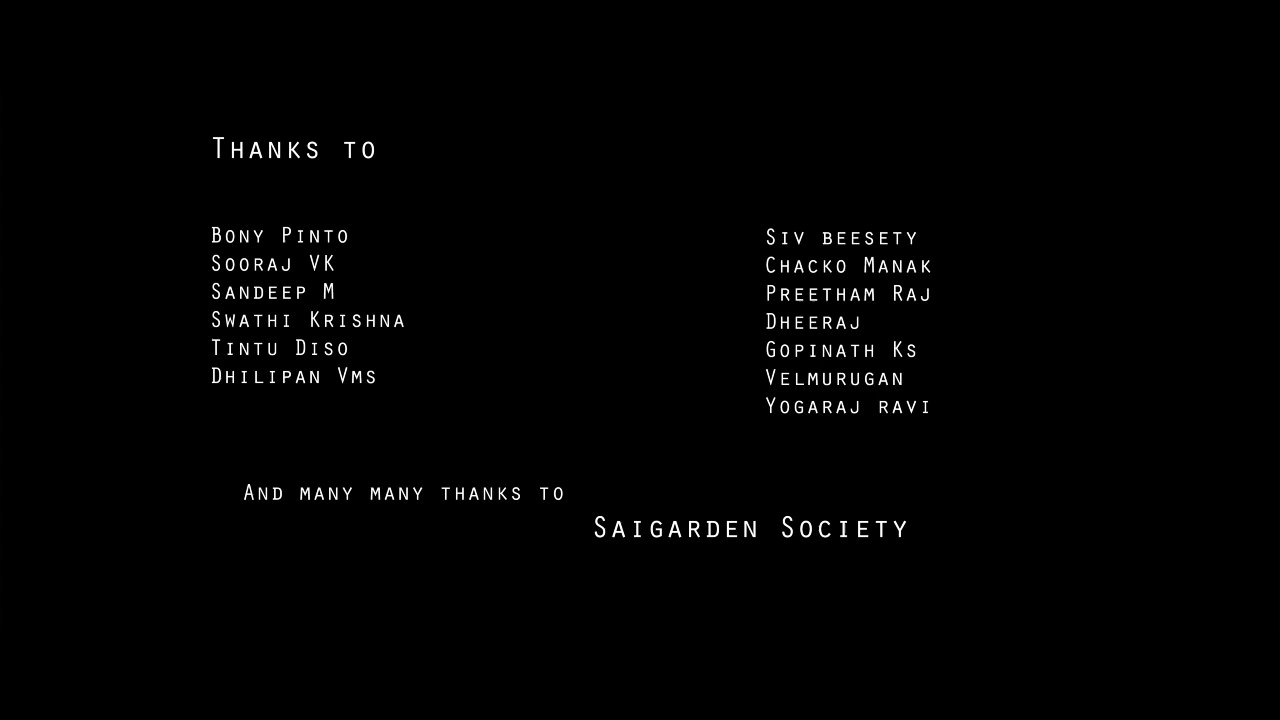 Thanks to
Bony Pinto
Sooraj VK
Sandeep M
Swathi Krishna
Tintu Diso
Dhilipan Vms
Siv beesety
Chacko Manak
Preetham Raj
Dheeraj
Gopinath Ks
Velmurugan
Yogaraj ravi
And many many thanks to
Saigarden Society